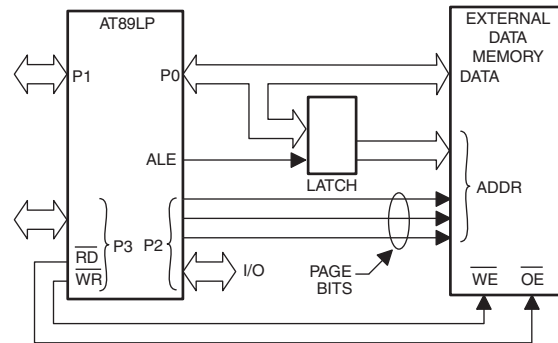 AT89LP
EXTERNAL
DATA
MEMORY
DATA
P1
P0
ALE
LATCH
ADDR
P3
P2
RD
WR
I/O
PAGE
BITS
WE
OE